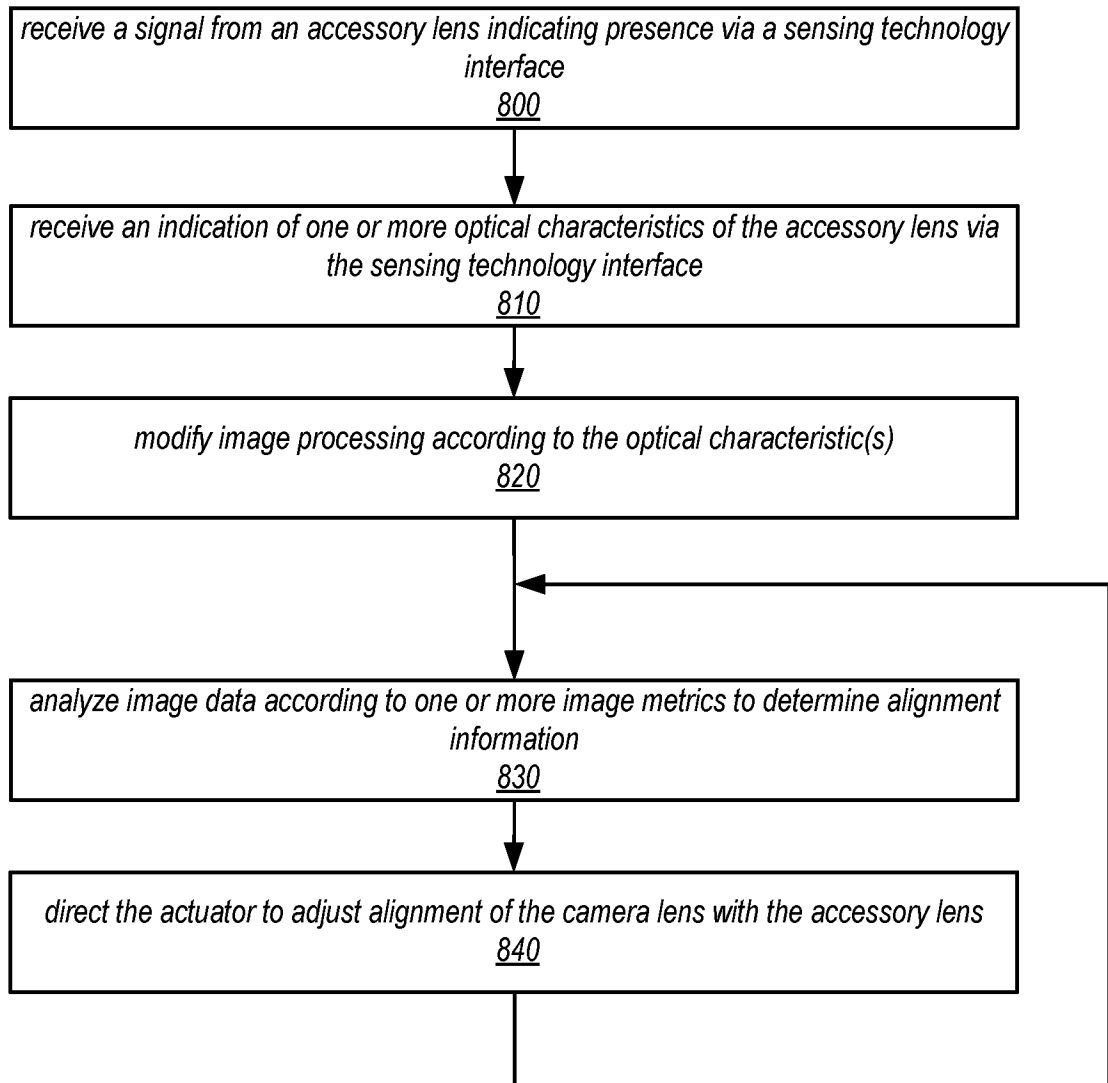 receive a signal from an accessory lens indicating presence via a sensing technology
interface
800
receive an indication of one or more optical characteristics of the accessory lens via
the sensing technology interface
810
modify image processing according to the optical characteristic(s)
820
analyze image data according to one or more image metrics to determine alignment
information
830
direct the actuator to adjust alignment of the camera lens with the accessory lens
840